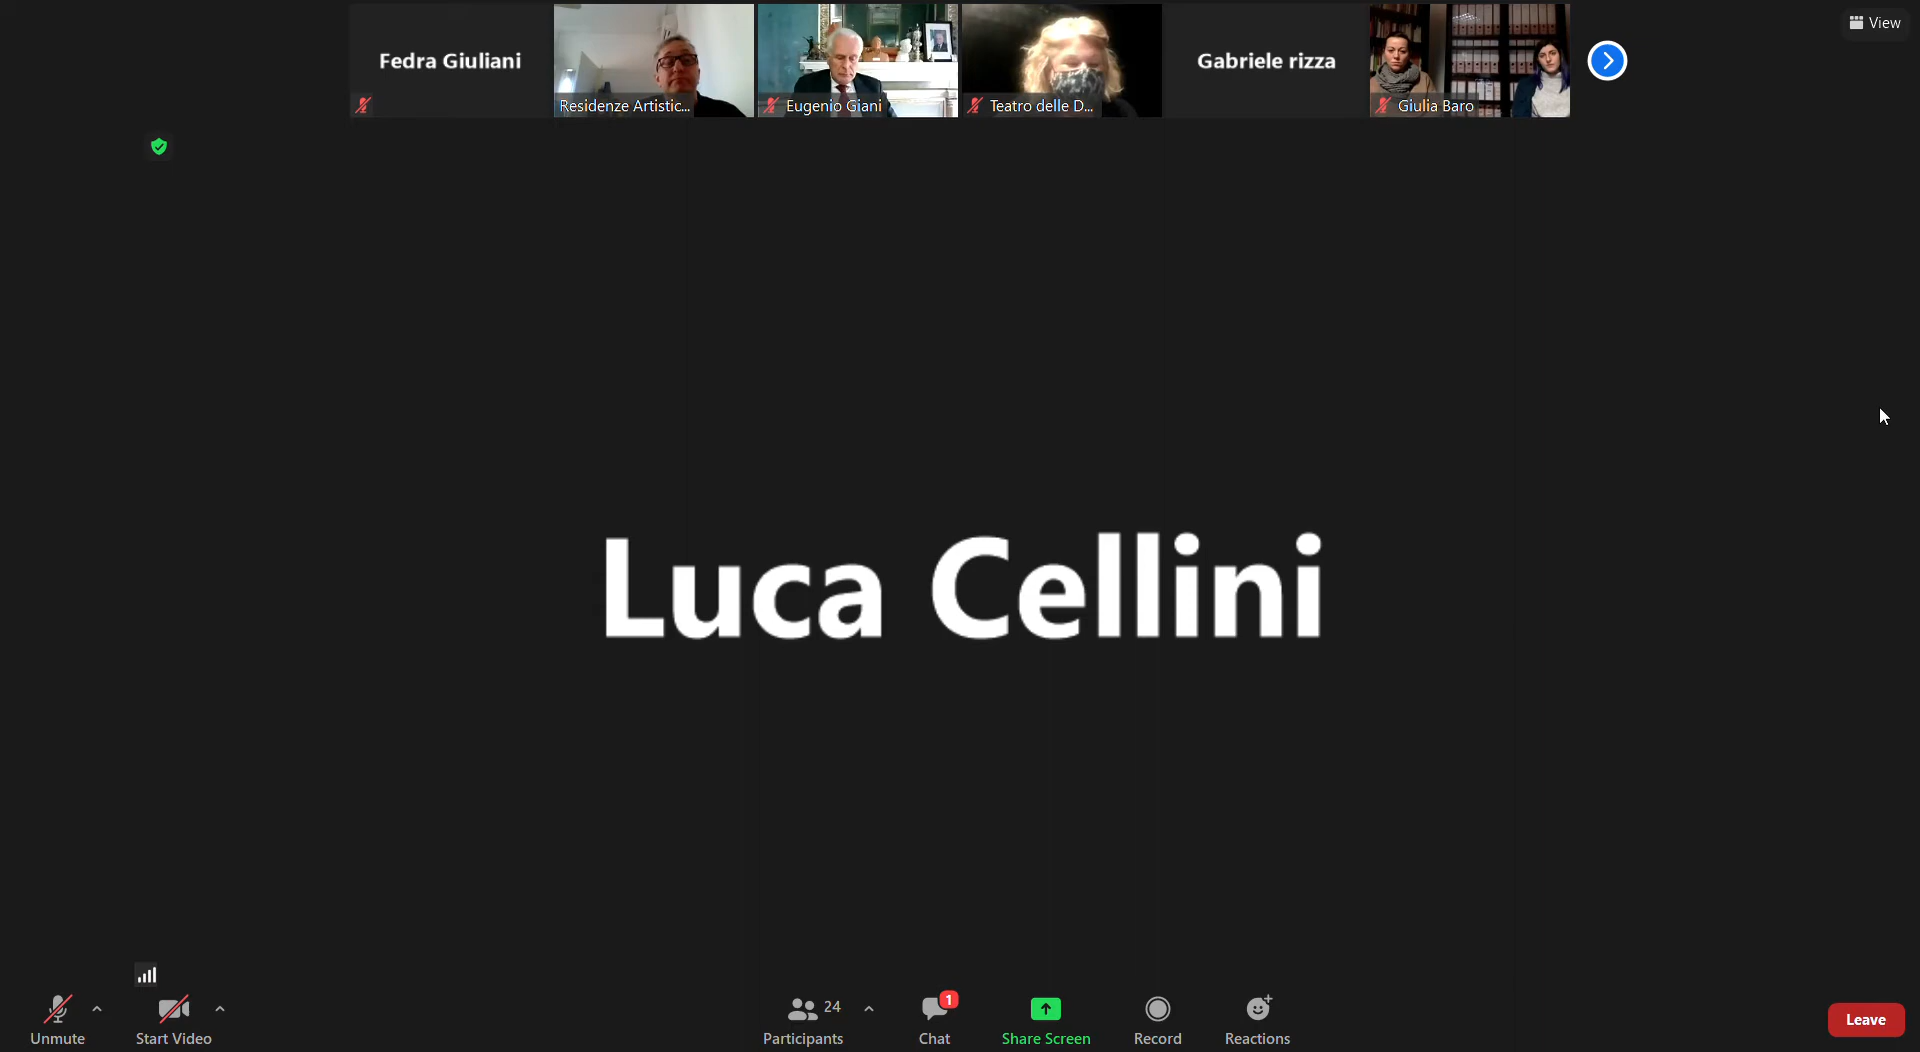 Fedra Giuliani
Residenze Artistic...
Eugenio Giani
Teatro delle D...
Gabriele rizza
Giulia Baro
View
Luca Cellini
Unmute
Start Video
24
Participants
1
Chat
Share Screen
Record
Reactions
Leave